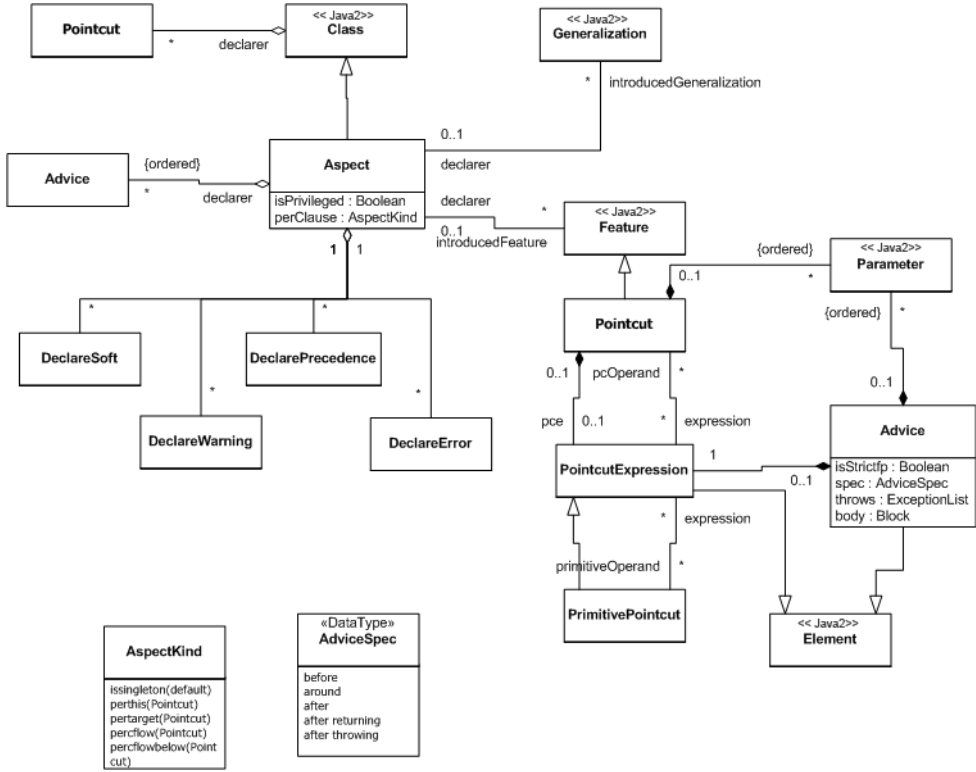 Pointcut
*
declarer
<< Java2>>
Class
<< Java2>>
Generalization
*
introducedGeneralization
0..1
declarer
Advice
{ordered}
*
declarer
Aspect
isPrivileged : Boolean
perClause : AspectKind
declarer
0..1
introducedFeature
*
<< Java2>>
Feature
1
1
{ordered}
0..1
*
<< Java2>>
Parameter
*
*
DeclareSoft
DeclarePrecedence
*
DeclareWarning
*
DeclareError
Pointcut
{ordered}
*
0..1
pcOperand
*
pce
0..1
*
expression
0..1
Advice
isStrictfp : Boolean
spec : AdviceSpec
throws : ExceptionList
body : Block
PointcutExpression
1
0..1
*
expression
primitiveOperand
*
PrimitivePointcut
<< Java2>>
Element
AspectKind
issingleton(default)
perthis(Pointcut)
pertarget(Pointcut)
percflow(Pointcut)
percflowbelow(Point
cut)
«DataType»
AdviceSpec
before
around
after
after returning
after throwing